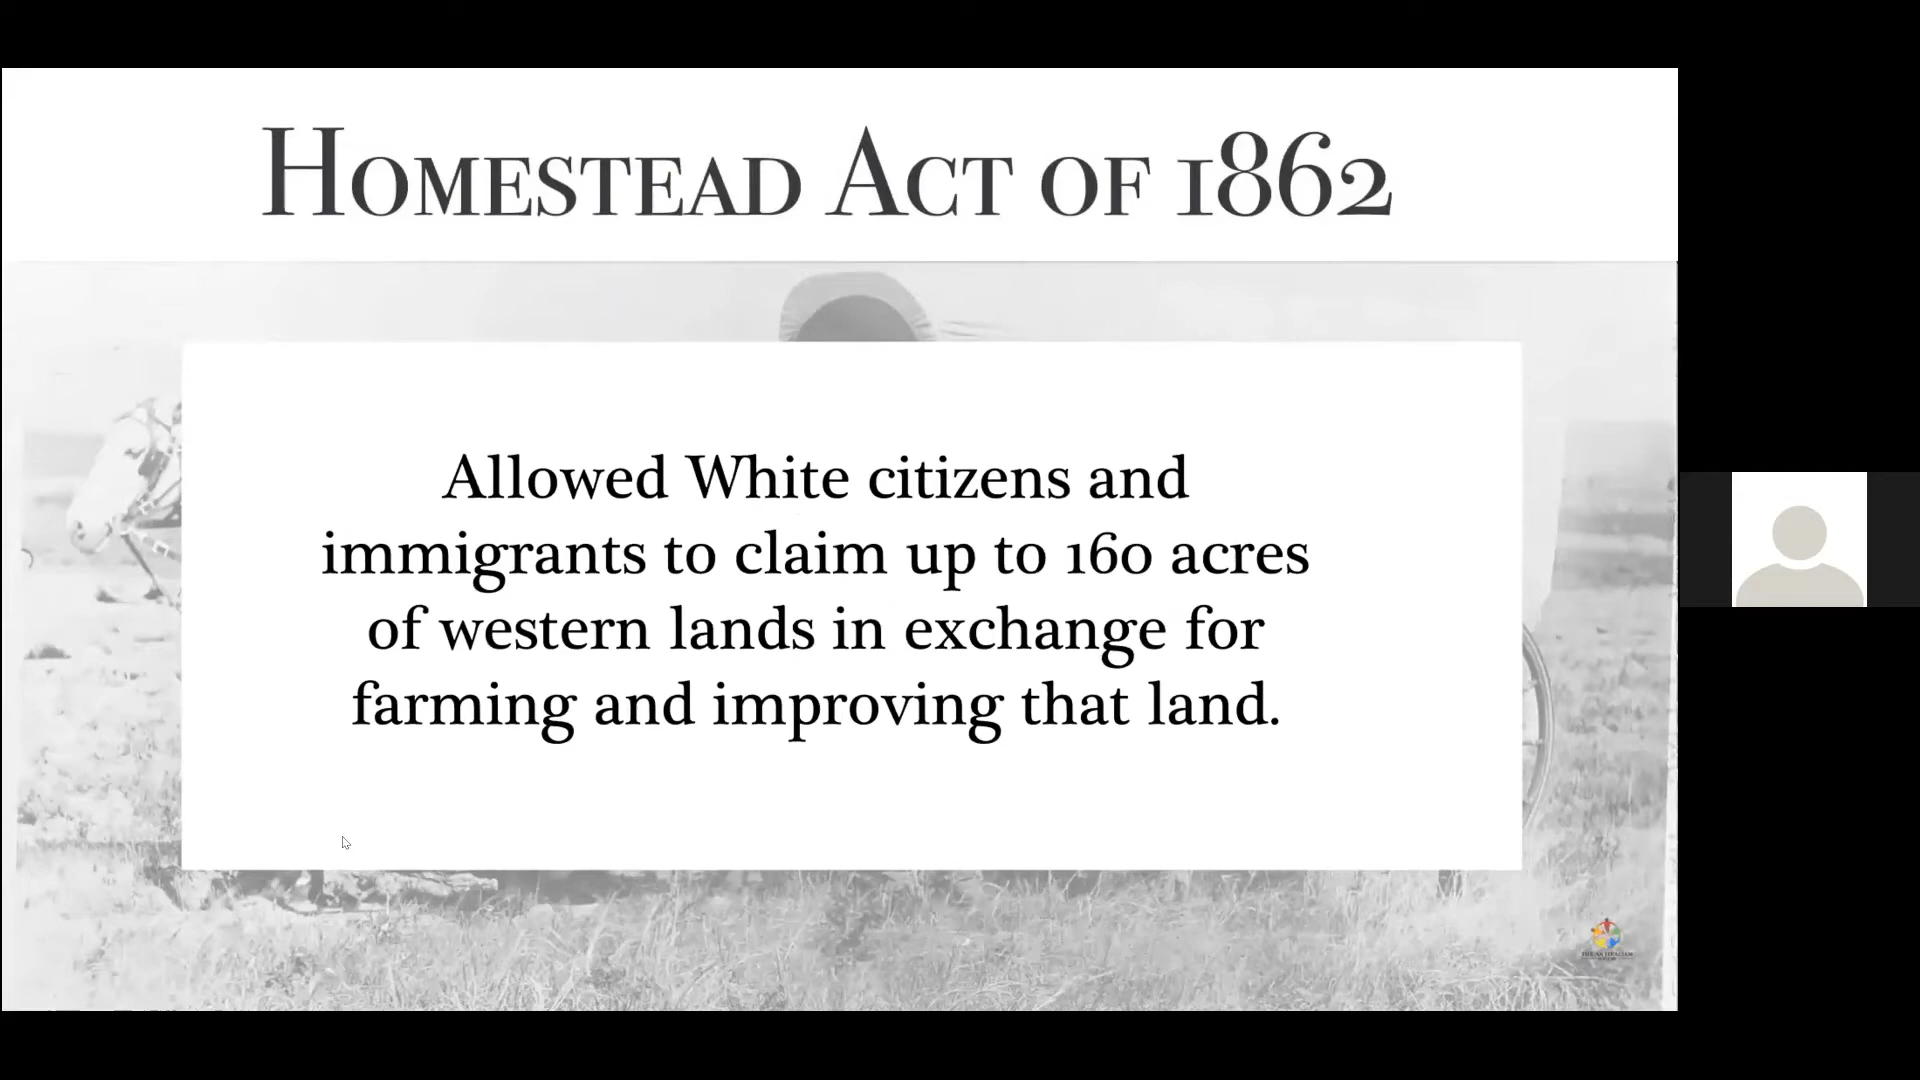 Homestead Act of 1862
Allowed White citizens and
immigrants to claim up to 160 acres
of western lands in exchange for
farming and improving that land.